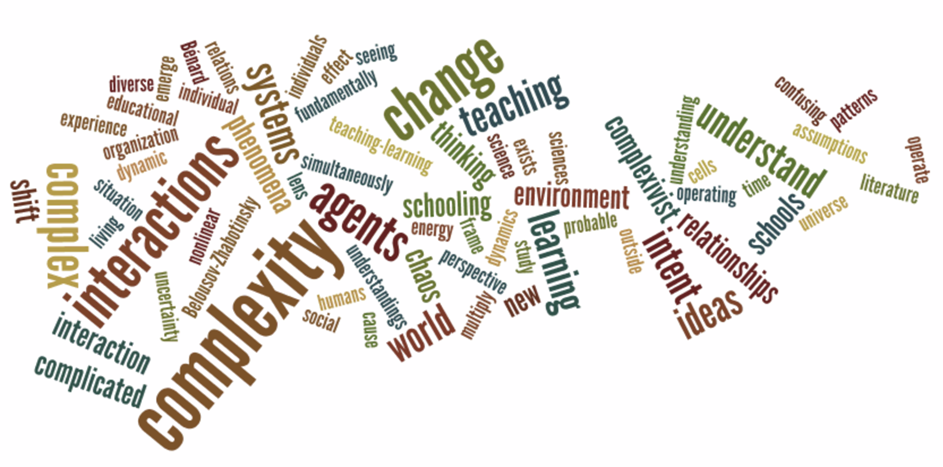 shift
complex
experience
educational
diverse
emerge
Bénard
relations
individual
organization
dynamic
situation
living
interactions
interaction
complicated
nonlinear
uncertainty
Belousov-Zhabotinsky
phenomena
systems
individuals
effect
seeing
fundamentally
lens
simultaneously
teaching-learning
complexity
humans
social
agents
understandings
cause
chaos
world
change
thinking
teaching
schooling
energy
frame
perspective
multiply
dynamics
study
new
science
exists
sciences
environment
learning
probable
outside
complexivist
understanding
understand
cells
operating
time
intent
relationships
ideas
schools
universe
confusing
patterns
assumptions
literature
operate